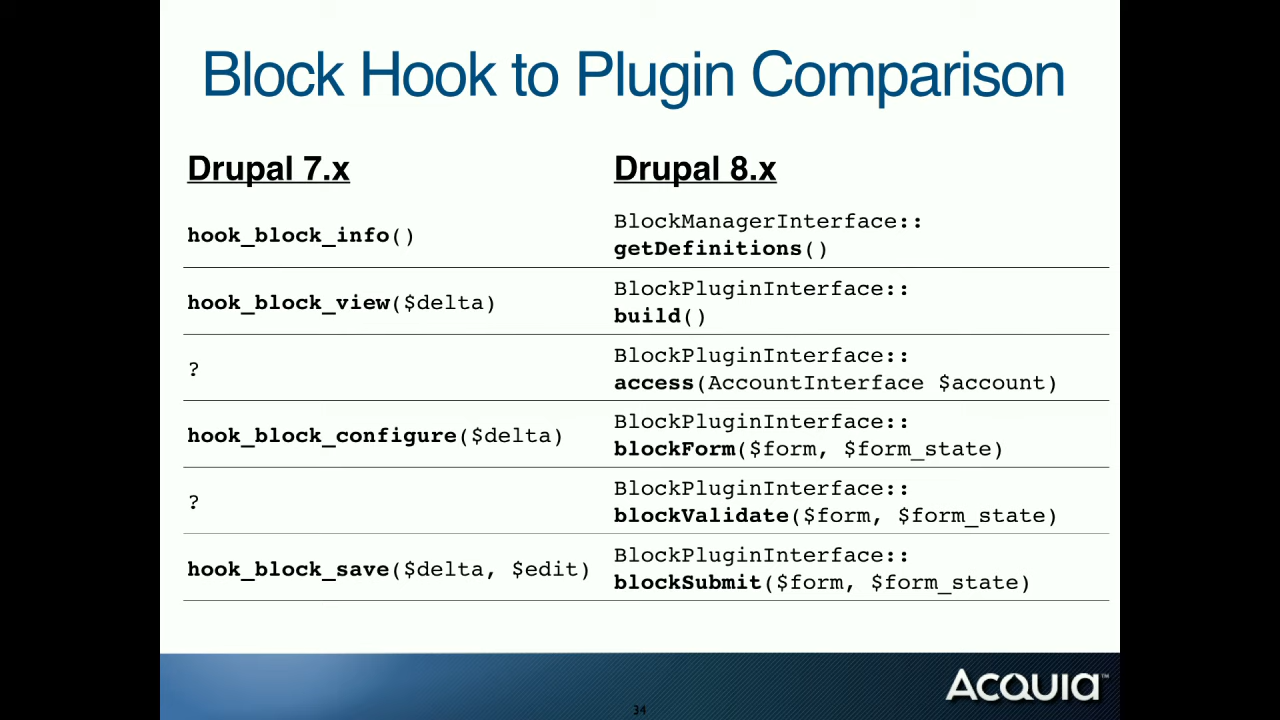 Block Hook to Plugin Comparison
Drupal 7.x
Drupal 8.x
hook_block_info()
BlockManagerInterface::
getDefinitions()
hook_block_view($delta)
BlockPluginInterface::
build()
?
BlockPluginInterface::
access(AccountInterface $account)
hook_block_configure($delta)
BlockPluginInterface::
blockForm($form, $form_state)
?
BlockPluginInterface::
blockValidate($form, $form_state)
hook_block_save($delta, $edit)
BlockPluginInterface::
blockSubmit($form, $form_state)
ACQUIA™
34